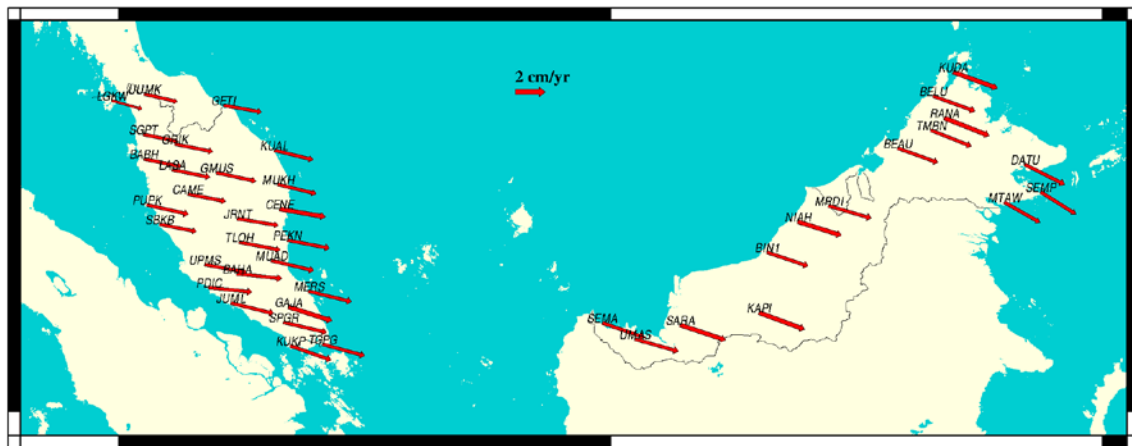 2 cm/yr
KUDA
UUMK
LGKW
BELU
GETI
RANA
TMBN
SGPT
GRIK
KUAL
BEAU
BABH
LASA
GMUS
DATU
MUKH
CAME
SEMP
MTAW
PUPK
CENE
MRDI
SBKB
JRNT
NIAH
TLOH
PEKN
BIN1
UPMS
MUAD
BAHA
PDIC
MERS
JUML
GAJA
KAPI
SPGR
SEMA
SARA
UMAS
KUKP
TGPG